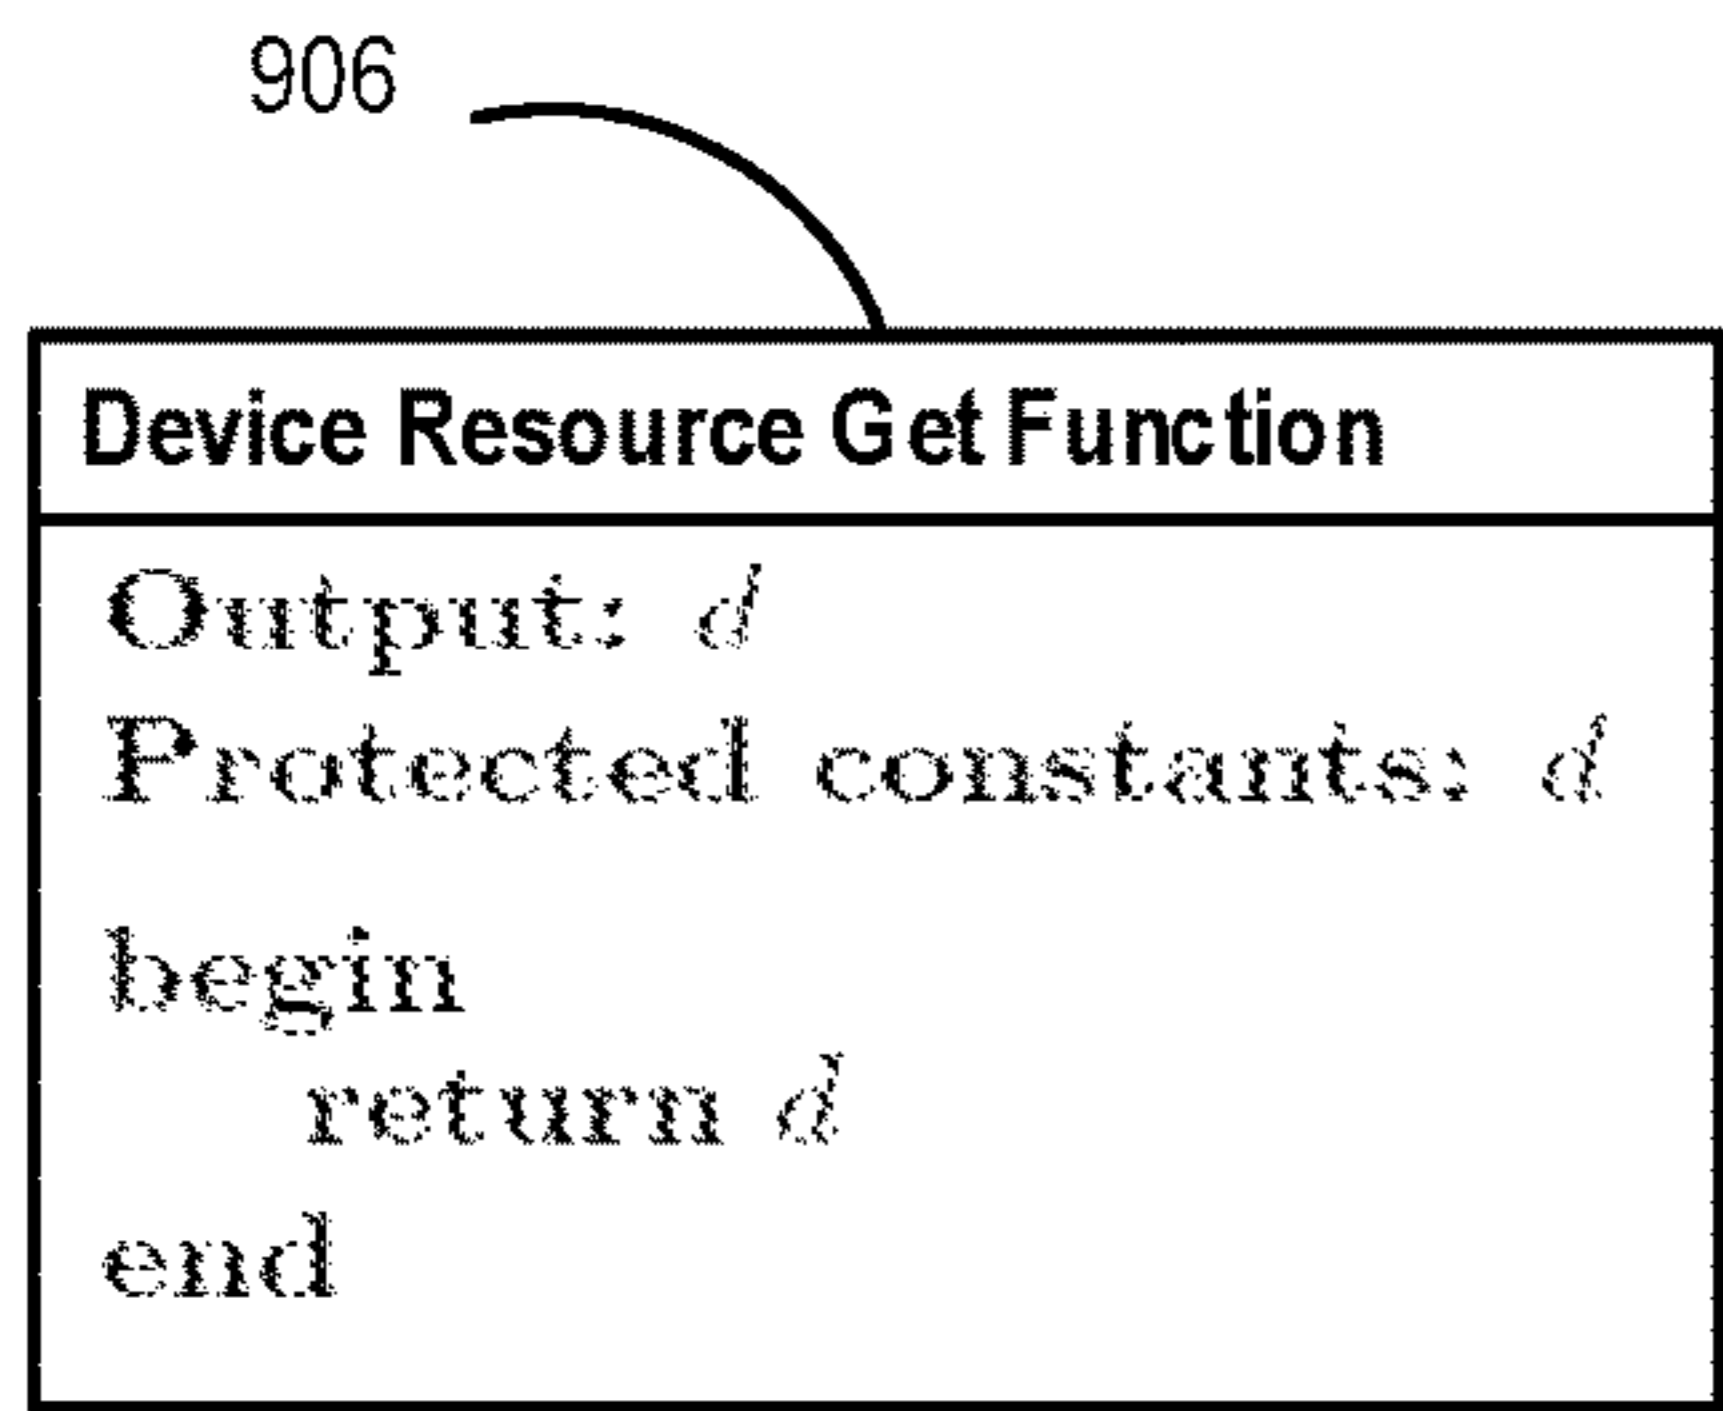 906
Device Resource Get Function
Output: d
Protected constants: d
begin
return d
end